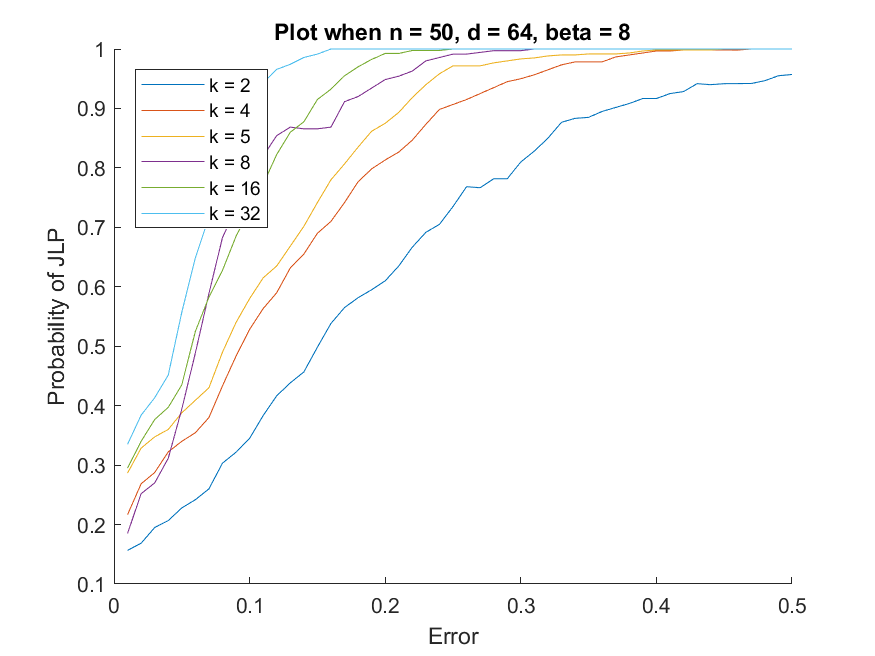 Plot when n = 50, d = 64, beta = 8
1
0.9
0.8
0.7
0.6
0.5
0.4
0.3
0.2
0.1
Probability of JLP
k = 2
k = 4
k = 5
k = 8
k = 16
k = 32
0 0.1 0.2 0.3 0.4 0.5
Error